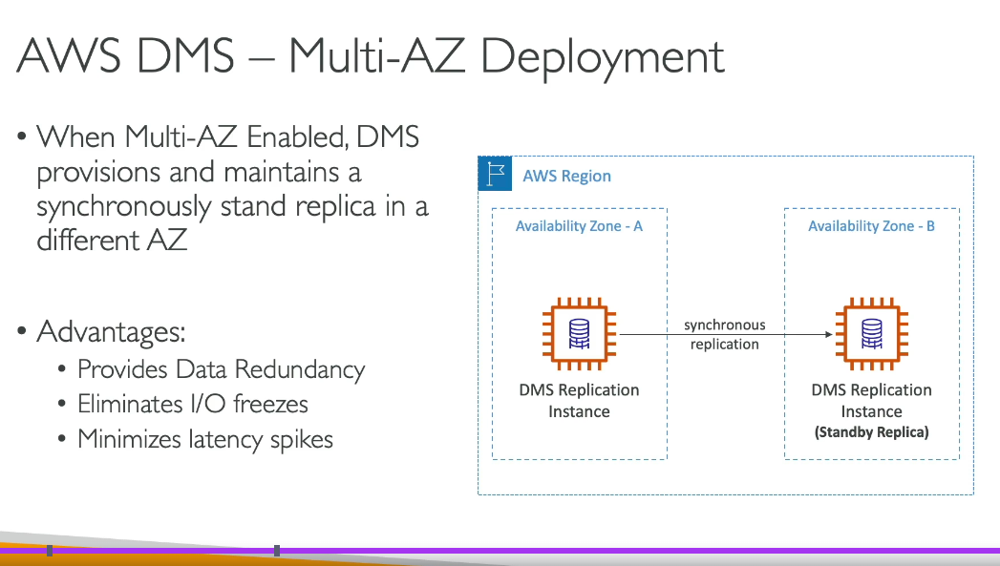 AWS DMS – Multi-AZ Deployment
• When Multi-AZ Enabled, DMS
provisions and maintains a
synchronously stand replica in a
different AZ
• Advantages:
• Provides Data Redundancy
• Eliminates I/O freezes
• Minimizes latency spikes
AWS Region
Availability Zone - A
Availability Zone - B
synchronous
replication
DMS Replication
Instance
DMS Replication
Instance
(Standby Replica)